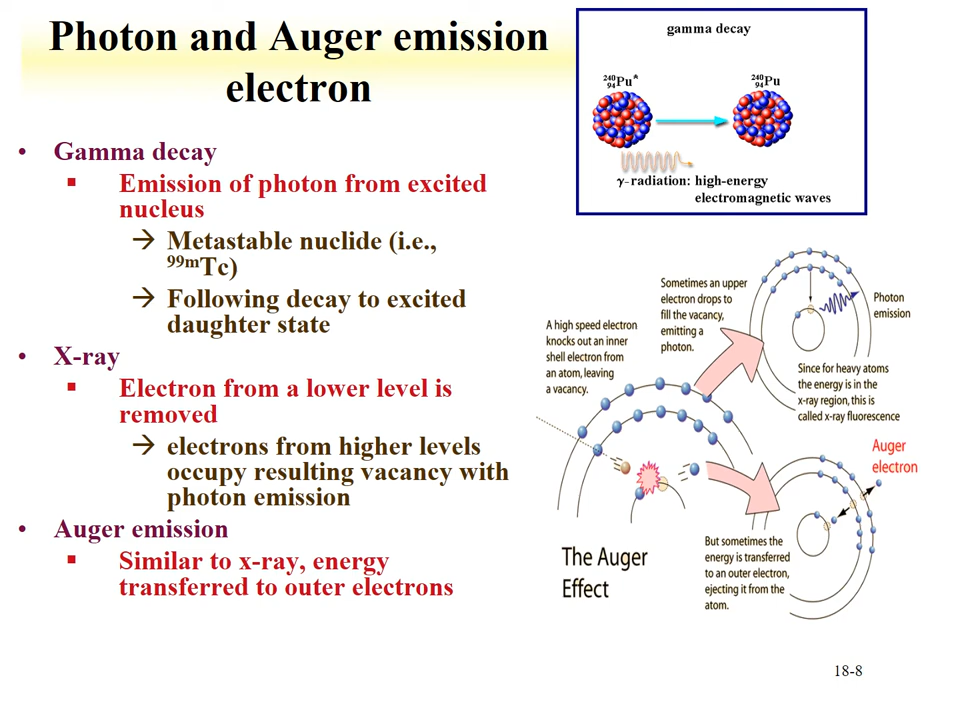 Photon and Auger emission
electron
• Gamma decay
▪ Emission of photon from excited
nucleus
→ Metastable nuclide (i.e.,
⁹⁹ᵐTc)
→ Following decay to excited
daughter state
• X-ray
▪ Electron from a lower level is
removed
→ electrons from higher levels
occupy resulting vacancy with
photon emission
• Auger emission
▪ Similar to x-ray, energy
transferred to outer electrons
gamma decay
²⁴⁰₉₄Pu*
²⁴⁰₉₄Pu
γ- radiation: high-energy
electromagnetic waves
A high speed electron
knocks out an inner
shell electron from
an atom, leaving
a vacancy.
Sometimes an upper
electron drops to
fill the vacancy,
emitting a
photon.
Photon
emission
Since for heavy atoms
the energy is in the
x-ray region, this is
called x-ray fluorescence
Auger
electron
But sometimes the
energy is transferred
to an outer electron,
ejecting it from the
atom.
The Auger
Effect
18-8